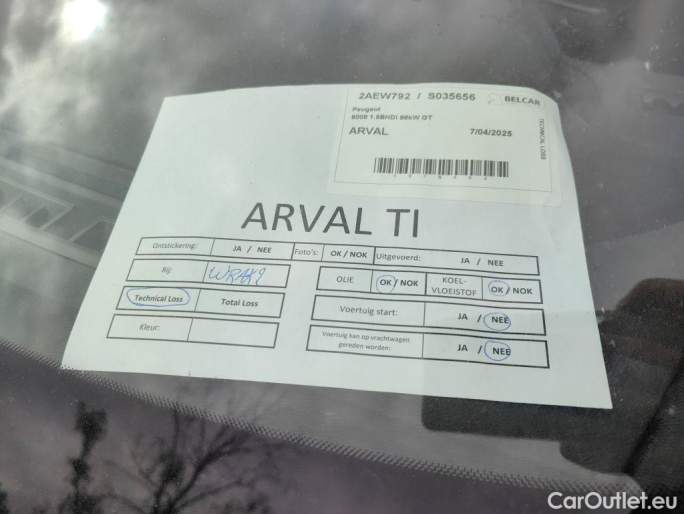 2AEW792 / S035656 BELCAR
Peugeot
5008 1.5BHDi 96kW GT
ARVAL 7/04/2025
TECHNICAL LOSS
ARVAL TI
Ontstickering: JA / NEE Foto's: OK / NOK Uitgevoerd: JA / NEE
Bij: OLIE OK / NOK KOEL-VLOEISTOF OK / NOK
Technical Loss Total Loss Voertuig start: JA / NEE
Kleur: Voertuig kan op vrachtwagen gereden worden: JA / NEE
CarOutlet.eu